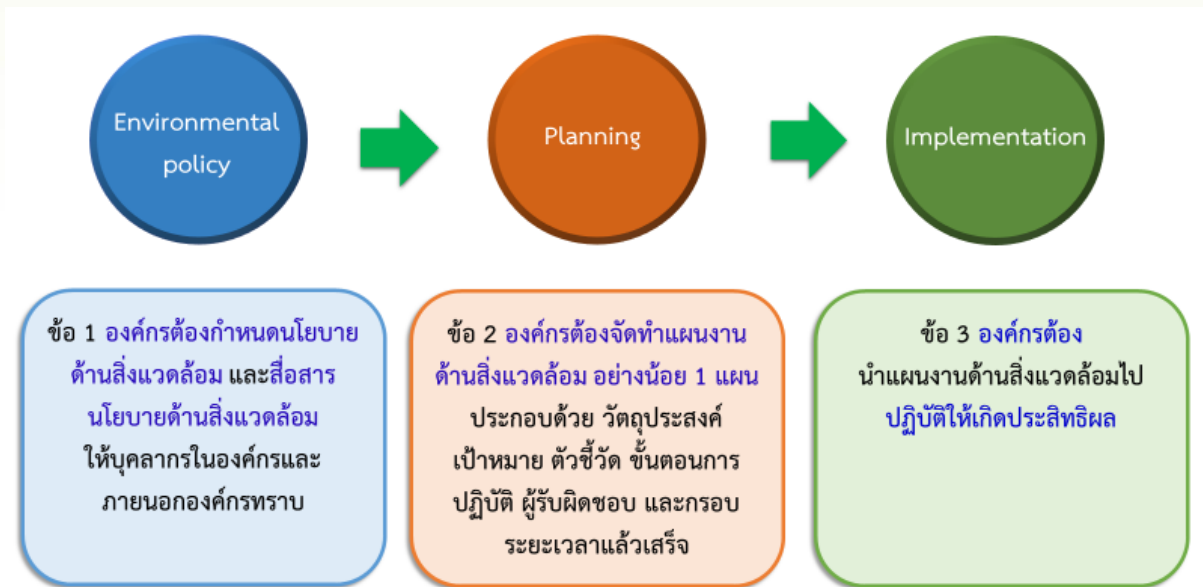 Environmental
policy
Planning
Implementation
ข้อ 1 องค์กรต้องกำหนดนโยบาย
ด้านสิ่งแวดล้อม และสื่อสาร
นโยบายด้านสิ่งแวดล้อม
ให้บุคลากรในองค์กรและ
ภายนอกองค์กรทราบ
ข้อ 2 องค์กรต้องจัดทำแผนงาน
ด้านสิ่งแวดล้อม อย่างน้อย 1 แผน
ประกอบด้วย วัตถุประสงค์
เป้าหมาย ตัวชี้วัด ขั้นตอนการ
ปฏิบัติ ผู้รับผิดชอบ และกรอบ
ระยะเวลาแล้วเสร็จ
ข้อ 3 องค์กรต้อง
นำแผนงานด้านสิ่งแวดล้อมไป
ปฏิบัติให้เกิดประสิทธิผล